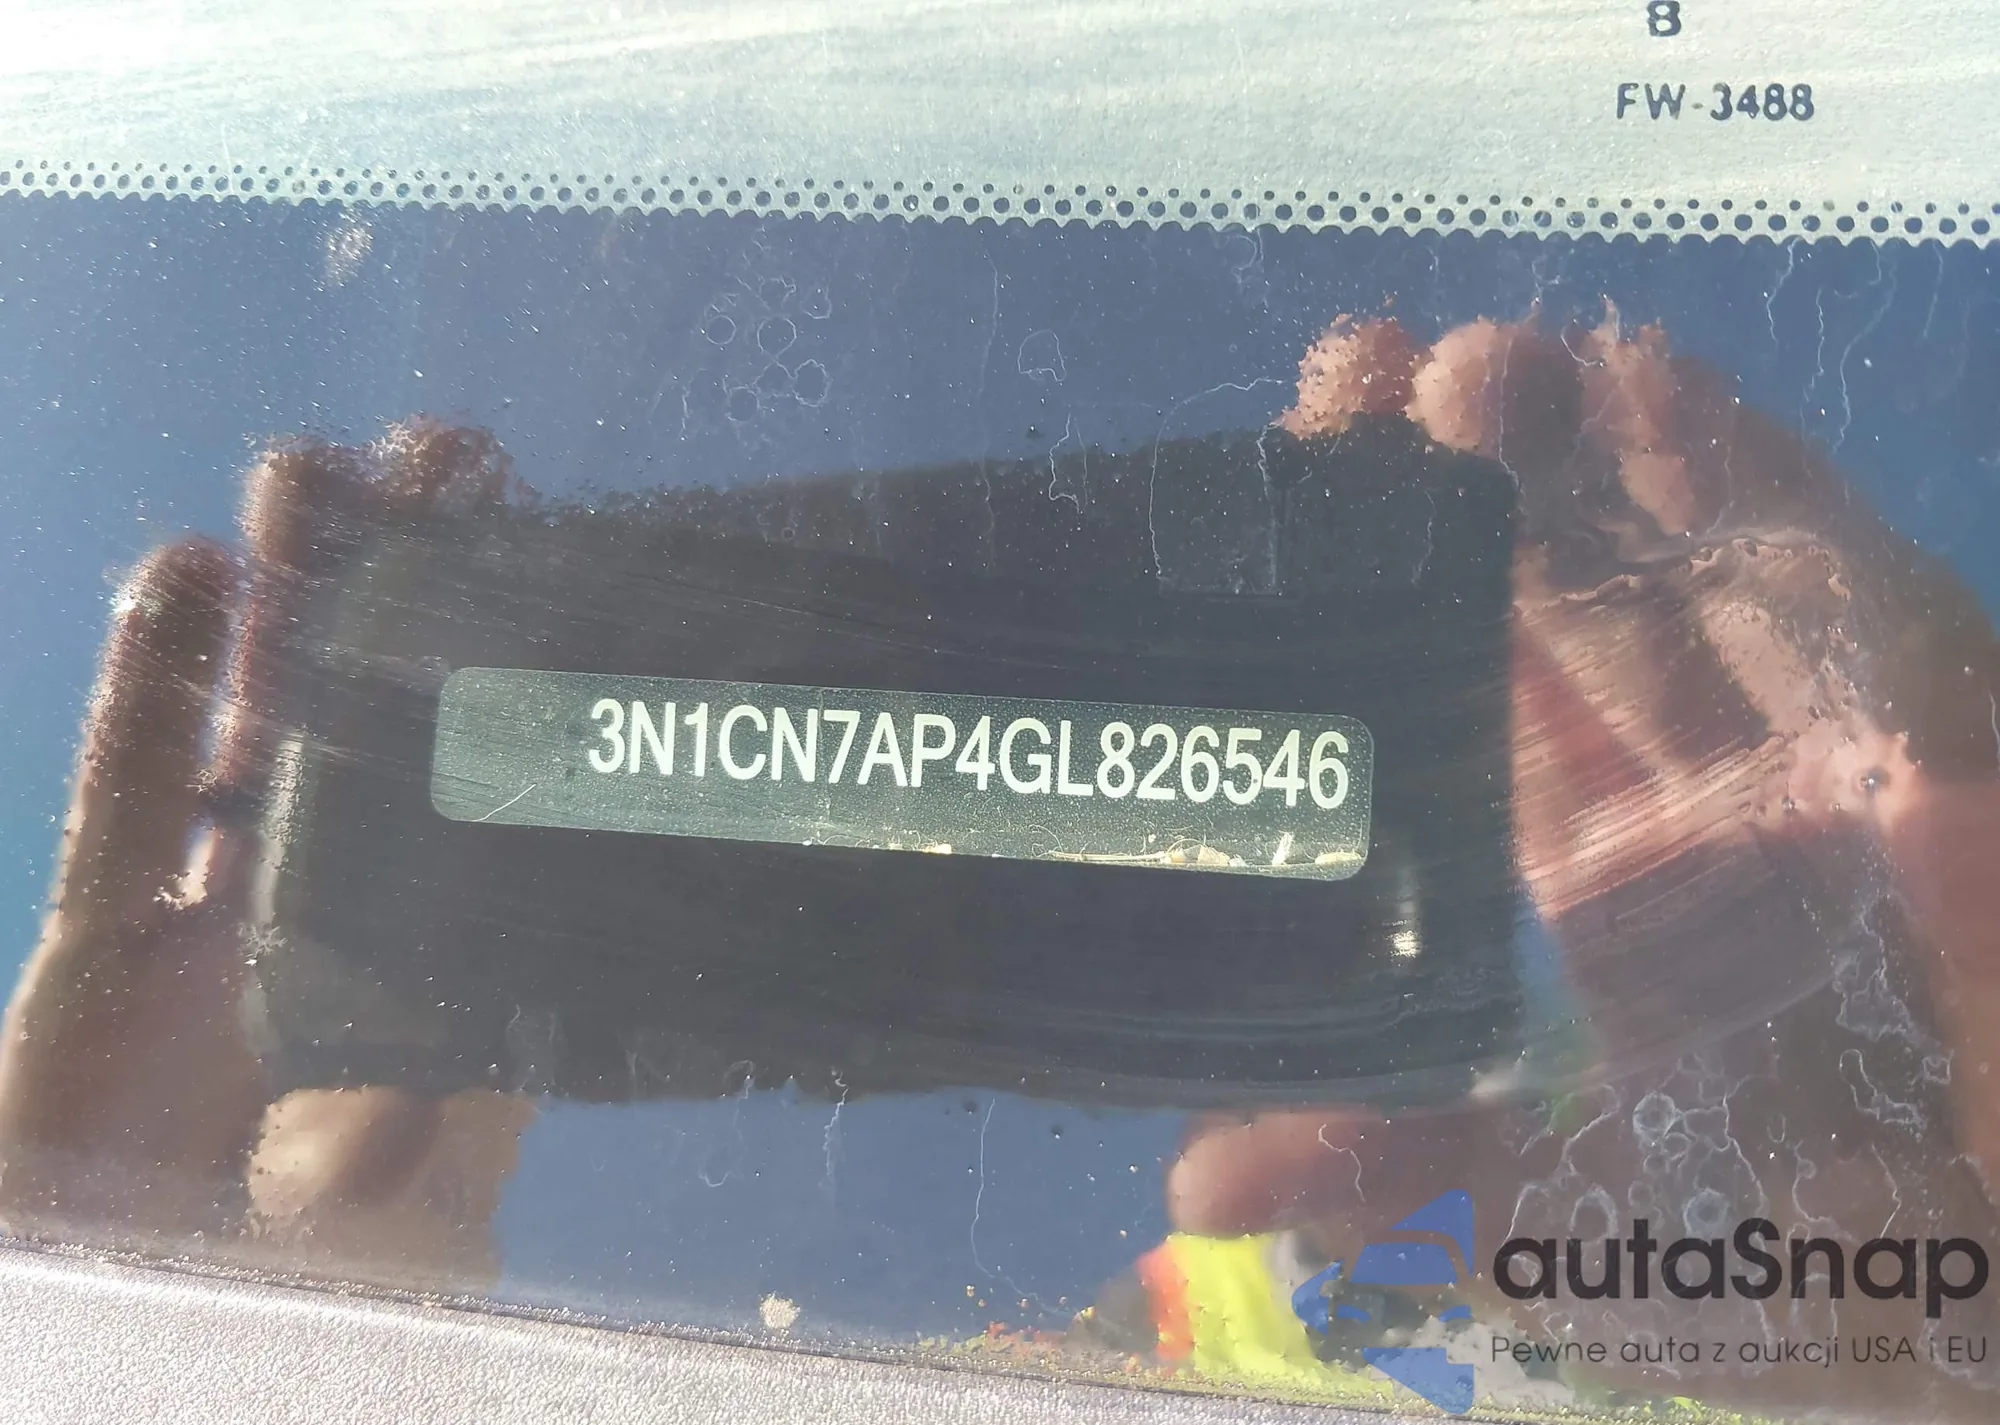 8
FW-3488
3N1CN7AP4GL826546
autaSnap
Pewne auta z aukcji USA i EU